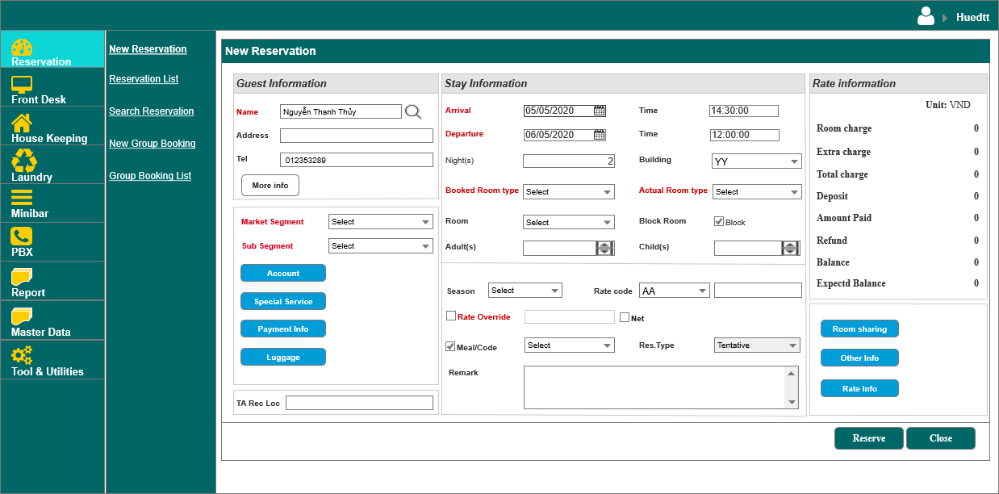 Huedtt
Reservation
Front Desk
House Keeping
Laundry
Minibar
PBX
Report
Master Data
Tool & Utilities
New Reservation
Reservation List
Search Reservation
New Group Booking
Group Booking List
New Reservation
Guest Information
Name Nguyễn Thanh Thủy
Address
Tel 012353289
More info
Market Segment Select
Sub Segment Select
Account
Special Service
Payment Info
Luggage
TA Rec Loc
Stay Information
Arrival 05/05/2020 Time 14:30:00
Departure 06/05/2020 Time 12:00:00
Night(s) 2 Building YY
Booked Room type Select Actual Room type Select
Room Select Block Room Block
Adult(s) Child(s)
Season Select Rate code AA
Rate Override Net
Meal/Code Select Res.Type Tentative
Remark
Rate information
Unit: VND
Room charge 0
Extra charge 0
Total charge 0
Deposit 0
Amount Paid 0
Refund 0
Balance 0
Expectd Balance 0
Room sharing
Other Info
Rate Info
Reserve Close